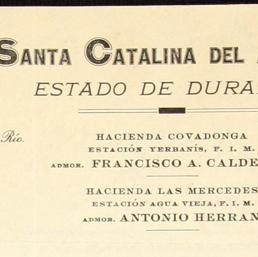 SANTA CATALINA DEL
ESTADO DE DURA
Río.
HACIENDA COVADONGA
ESTACIÓN YERBANÍS, F. I. M.
ADMOR. FRANCISCO A. CALDE
HACIENDA LAS MERCEDES
ESTACIÓN AGUA VIEJA, F. I. M.
ADMOR. ANTONIO HERRAN